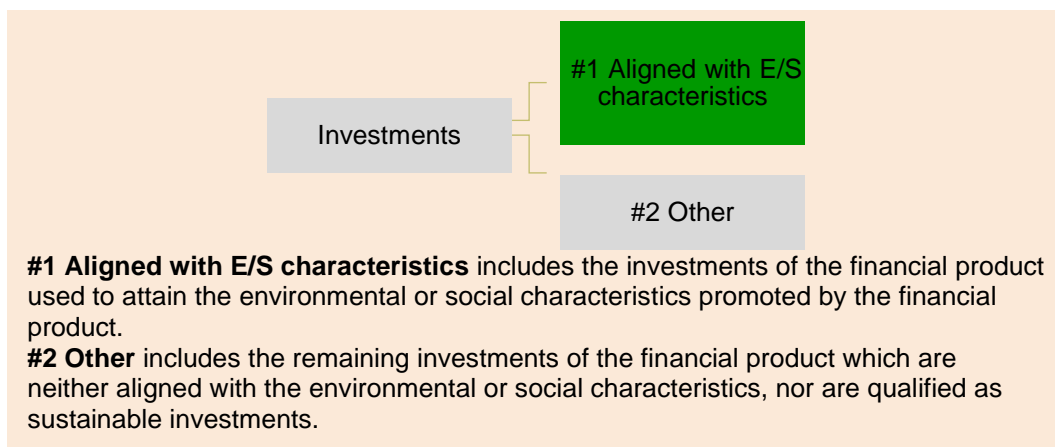 #1 Aligned with E/S
characteristics
Investments
#2 Other
#1 Aligned with E/S characteristics includes the investments of the financial product
used to attain the environmental or social characteristics promoted by the financial
product.
#2 Other includes the remaining investments of the financial product which are
neither aligned with the environmental or social characteristics, nor are qualified as
sustainable investments.